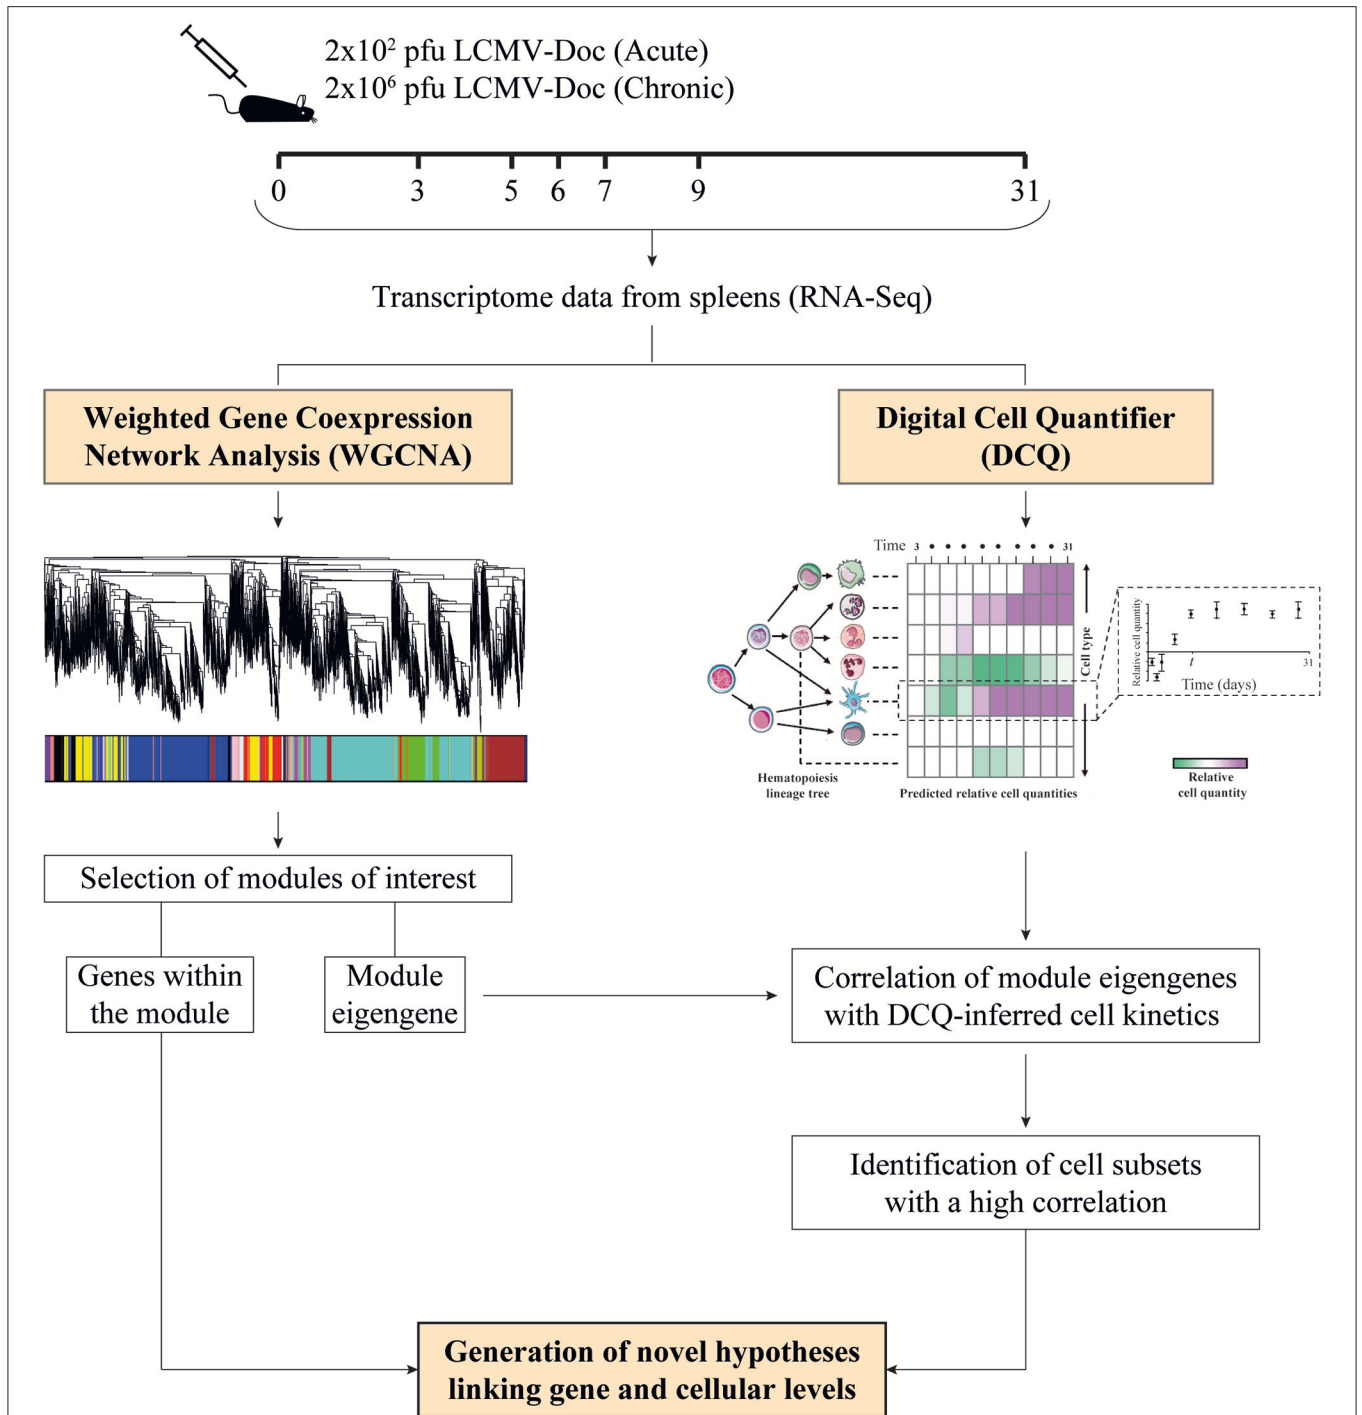 2x10² pfu LCMV-Doc (Acute)
2x10⁶ pfu LCMV-Doc (Chronic)
0 3 5 6 7 9 31
Transcriptome data from spleens (RNA-Seq)
Weighted Gene Coexpression
Network Analysis (WGCNA)
Digital Cell Quantifier
(DCQ)
Time 3 31
Cell type
Hematopoiesis
lineage tree
Predicted relative cell quantities
Relative cell quantity
t
31
Time (days)
Relative
cell quantity
Selection of modules of interest
Genes within
the module
Module
eigengene
Correlation of module eigengenes
with DCQ-inferred cell kinetics
Identification of cell subsets
with a high correlation
Generation of novel hypotheses
linking gene and cellular levels